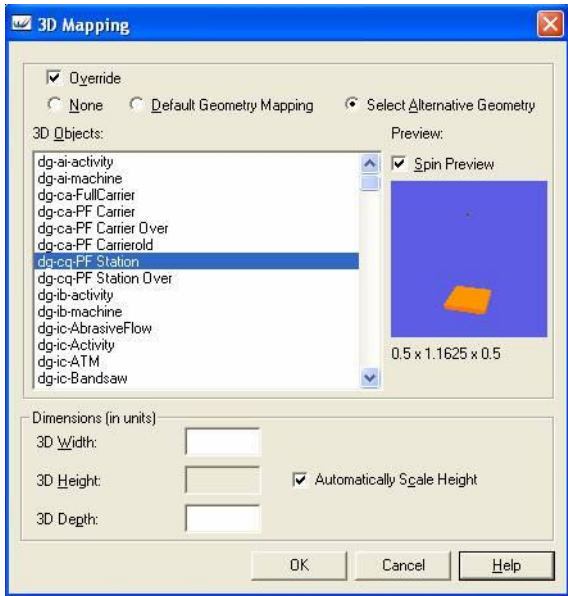 3D Mapping
Override
None Default Geometry Mapping Select Alternative Geometry
3D Objects: Preview:
Spin Preview
dg-ai-activity
dg-ai-machine
dg-ca-FullCarrier
dg-ca-PF Carrier
dg-ca-PF Carrier Over
dg-ca-PF Carrierold
dg-cq-PF Station
dg-cq-PF Station Over
dg-ib-activity
dg-ib-machine
dg-ic-AbrasiveFlow
dg-ic-Activity
dg-ic-ATM
dg-ic-Bandsaw
0.5 x 1.1625 x 0.5
Dimensions (in units)
3D Width:
3D Height: Automatically Scale Height
3D Depth:
OK Cancel Help